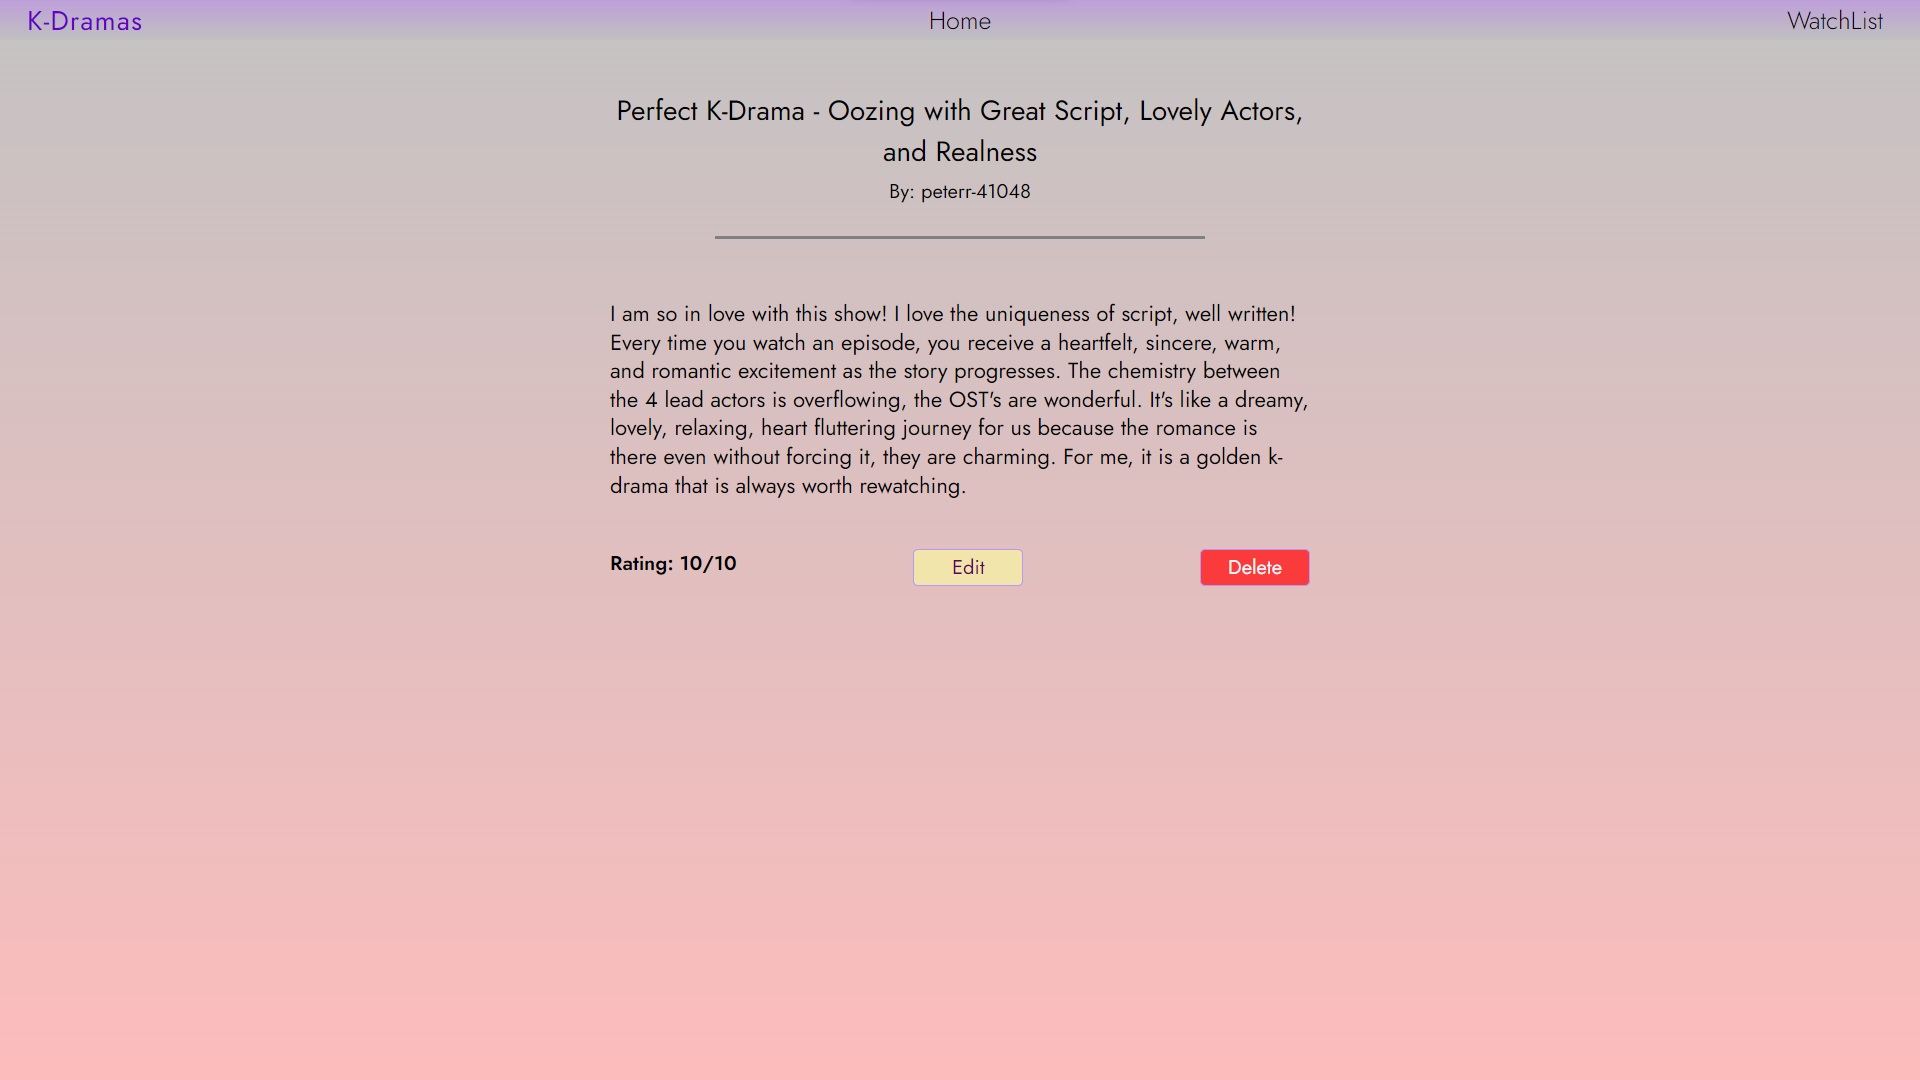 K-Dramas
Home
WatchList
Perfect K-Drama - Oozing with Great Script, Lovely Actors,
and Realness
By: peterr-41048
I am so in love with this show! I love the uniqueness of script, well written!
Every time you watch an episode, you receive a heartfelt, sincere, warm,
and romantic excitement as the story progresses. The chemistry between
the 4 lead actors is overflowing, the OST's are wonderful. It's like a dreamy,
lovely, relaxing, heart fluttering journey for us because the romance is
there even without forcing it, they are charming. For me, it is a golden k-
drama that is always worth rewatching.
Rating: 10/10
Edit
Delete